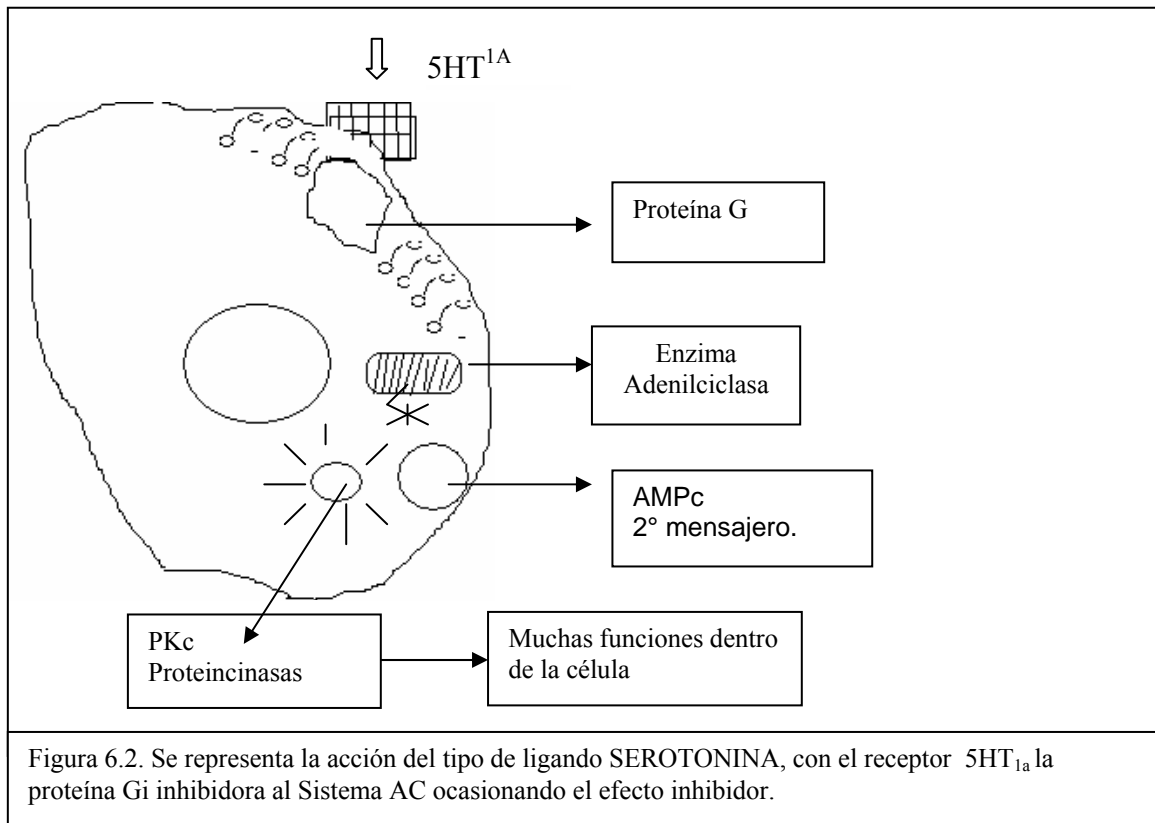 5HT1A
Proteína G
Enzima
Adenilciclasa
AMPc
2° mensajero.
PKc
Proteincinasas
Muchas funciones dentro
de la célula
Figura 6.2. Se representa la acción del tipo de ligando SEROTONINA, con el receptor 5HT1a la
proteína Gi inhibidora al Sistema AC ocasionando el efecto inhibidor.